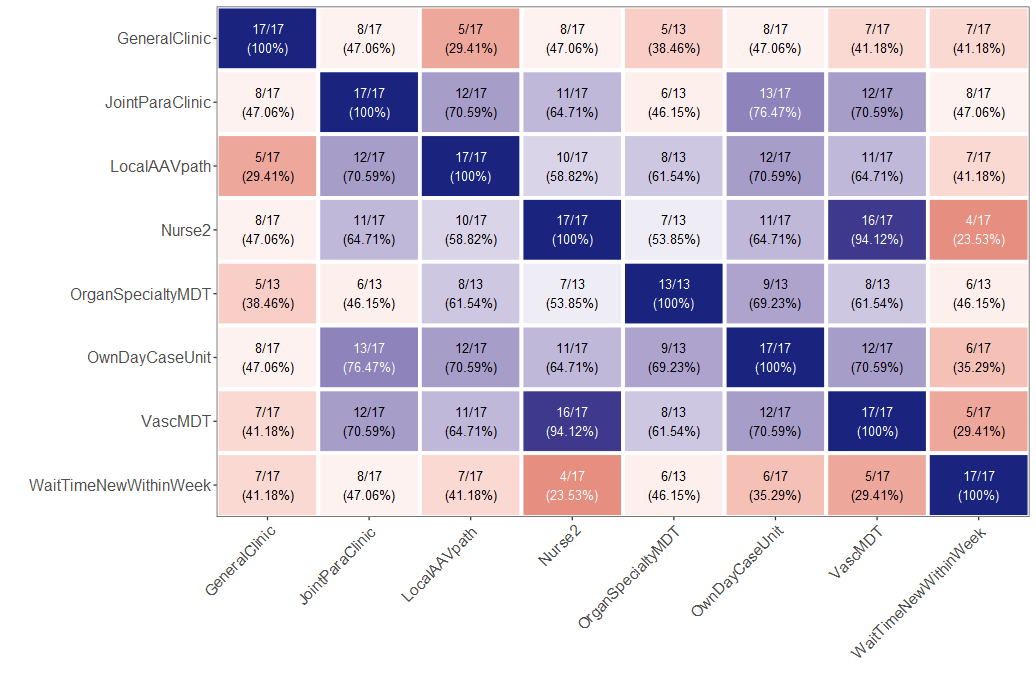 GeneralClinic
17/17 8/17 5/17 8/17 5/13 8/17 7/17 7/17
(100%) (47.06%) (29.41%) (47.06%) (38.46%) (47.06%) (41.18%) (41.18%)
JointParaClinic
8/17 17/17 12/17 11/17 6/13 13/17 12/17 8/17
(47.06%) (100%) (70.59%) (64.71%) (46.15%) (76.47%) (70.59%) (47.06%)
LocalAAVpath
5/17 12/17 17/17 10/17 8/13 12/17 11/17 7/17
(29.41%) (70.59%) (100%) (58.82%) (61.54%) (70.59%) (64.71%) (41.18%)
Nurse2
8/17 11/17 10/17 17/17 7/13 11/17 16/17 4/17
(47.06%) (64.71%) (58.82%) (100%) (53.85%) (64.71%) (94.12%) (23.53%)
OrganSpecialtyMDT
5/13 6/13 8/13 7/13 13/13 9/13 8/13 6/13
(38.46%) (46.15%) (61.54%) (53.85%) (100%) (69.23%) (61.54%) (46.15%)
OwnDayCaseUnit
8/17 13/17 12/17 11/17 9/13 17/17 12/17 6/17
(47.06%) (76.47%) (70.59%) (64.71%) (69.23%) (100%) (70.59%) (35.29%)
VascMDT
7/17 12/17 11/17 16/17 8/13 12/17 17/17 5/17
(41.18%) (70.59%) (64.71%) (94.12%) (61.54%) (70.59%) (100%) (29.41%)
WaitTimeNewWithinWeek
7/17 8/17 7/17 4/17 6/13 6/17 5/17 17/17
(41.18%) (47.06%) (41.18%) (23.53%) (46.15%) (35.29%) (29.41%) (100%)
GeneralClinic
JointParaClinic
LocalAAVpath
Nurse2
OrganSpecialtyMDT
OwnDayCaseUnit
VascMDT
WaitTimeNewWithinWeek